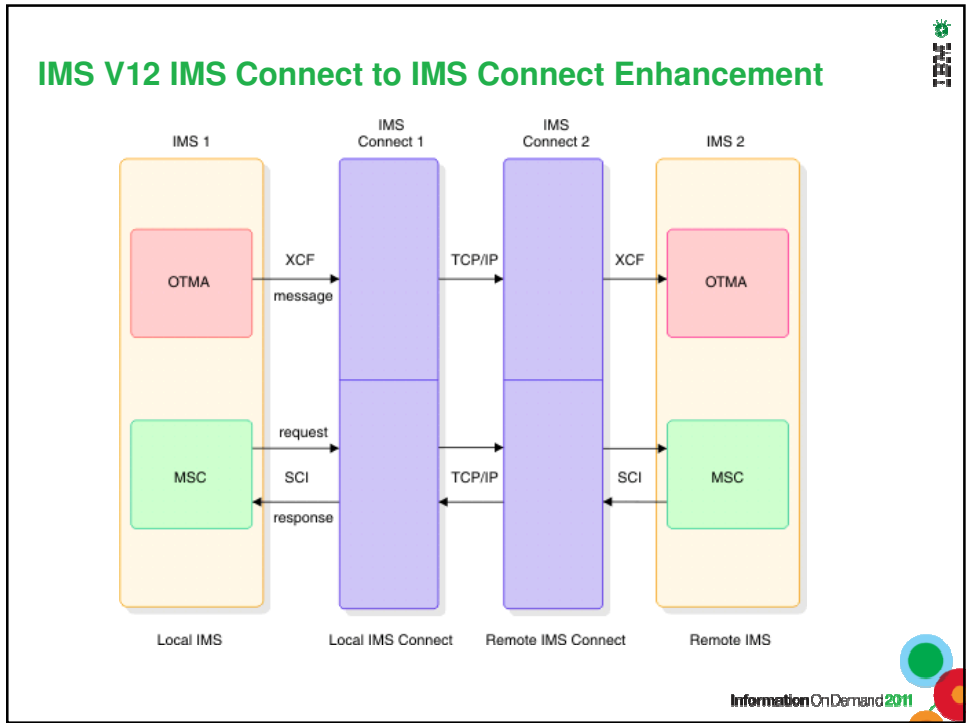 IBM
IMS V12 IMS Connect to IMS Connect Enhancement
IMS 1
IMS
Connect 1
IMS
Connect 2
IMS 2
OTMA
XCF
message
TCP/IP
XCF
OTMA
MSC
request
SCI
response
TCP/IP
SCI
MSC
Local IMS
Local IMS Connect
Remote IMS Connect
Remote IMS
Information OnDemand 2011